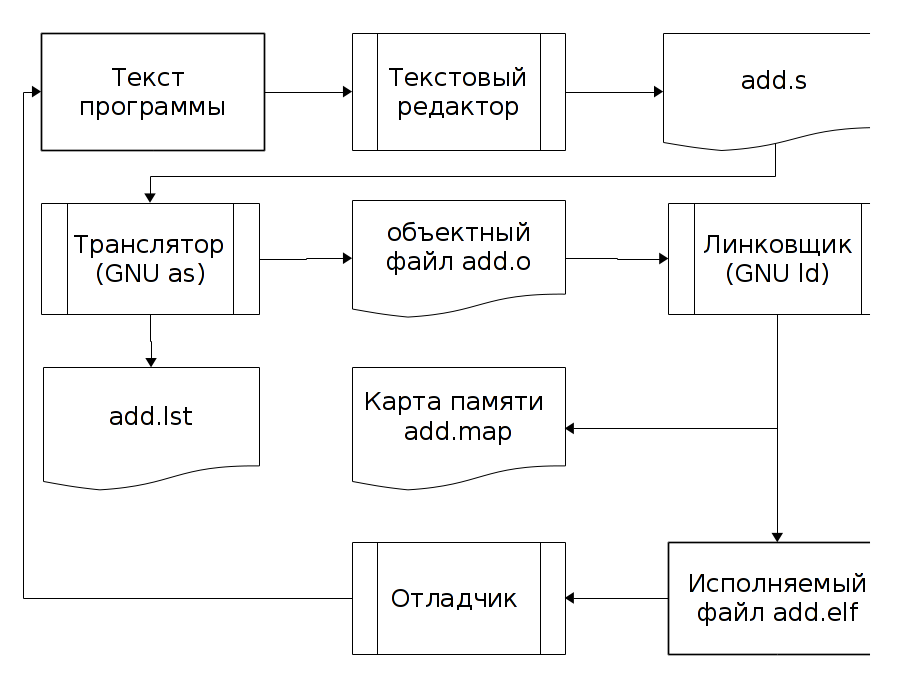 Текст
программы
Текстовый
редактор
add.s
Транслятор
(GNU as)
объектный
файл add.o
Линковщик
(GNU ld)
add.lst
Карта памяти
add.map
Отладчик
Исполняемый
файл add.elf